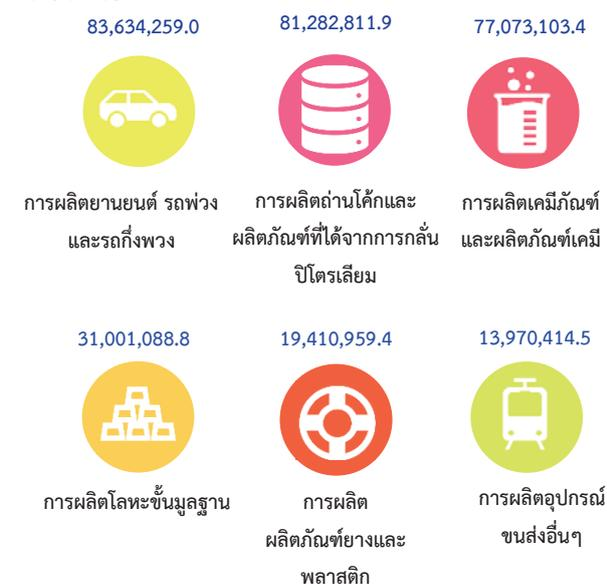 83,634,259.0
81,282,811.9
77,073,103.4
การผลิตยานยนต์ รถพ่วง
และรถกึ่งพวง
การผลิตถ่านโค้กและ
ผลิตภัณฑ์ที่ได้จากการกลั่น
ปิโตรเลียม
การผลิตเคมีภัณฑ์
และผลิตภัณฑ์เคมี
31,001,088.8
19,410,959.4
13,970,414.5
การผลิตโลหะขั้นมูลฐาน
การผลิต
ผลิตภัณฑ์ยางและ
พลาสติก
การผลิตอุปกรณ์
ขนส่งอื่นๆ